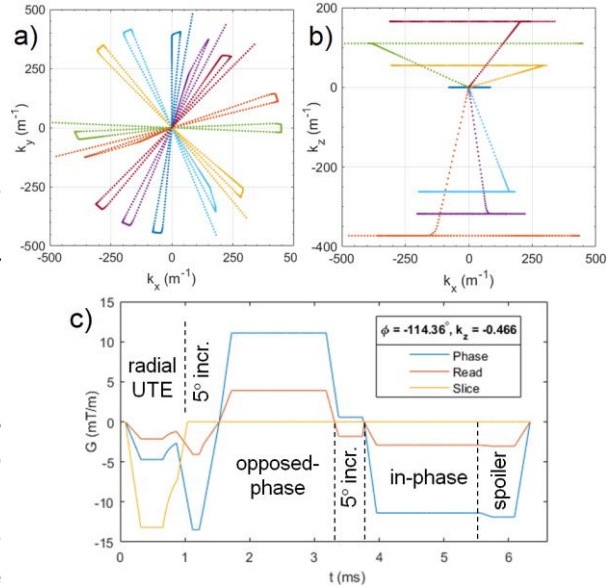 a)
500
250
0
-250
-500
k_y (m⁻¹)
-500 -250 0 250 50
k_x (m⁻¹)
b)
200
0
-200
-400
k_z (m⁻¹)
-500 -250 0 250 500
k_x (m⁻¹)
c)
15
10
5
0
-5
-10
-15
G (mT/m)
radial
UTE
5° incr.
ϕ = -114.36°, k_z = -0.466
Phase
Read
Slice
opposed-
phase
5° incr.
in-phase
spoiler
0 1 2 3 4 5 6
t (ms)